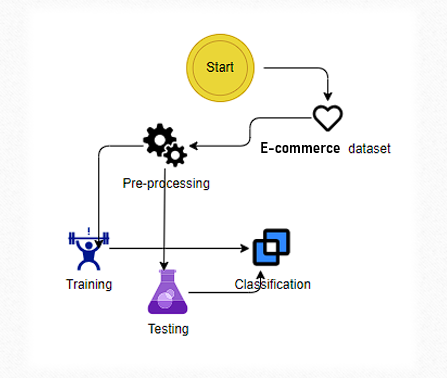 Start
E-commerce dataset
Pre-processing
Training
Classification
Testing